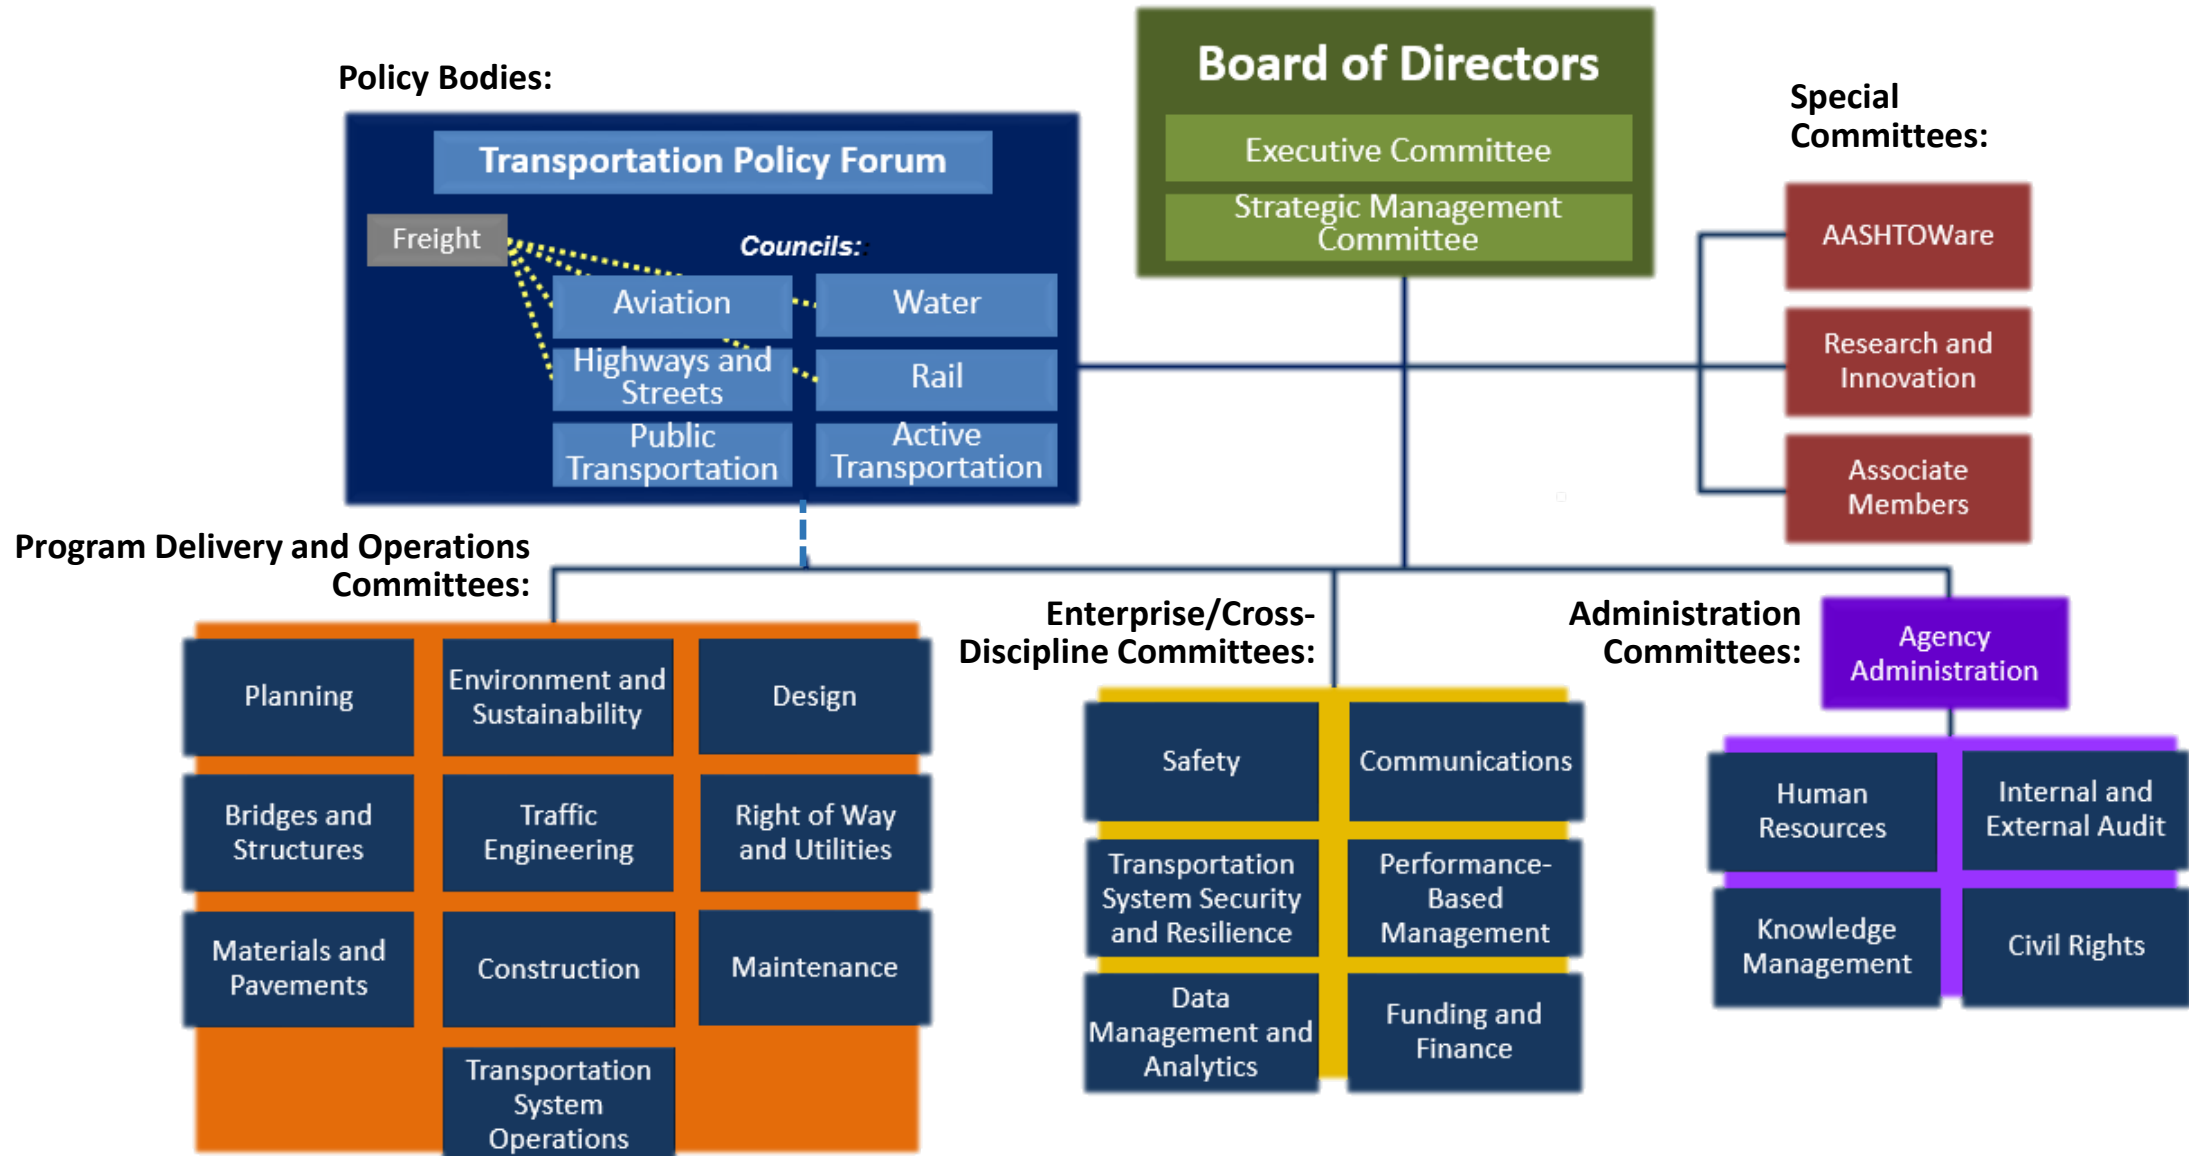 Board of Directors
Executive Committee
Strategic Management
Committee
Policy Bodies:
Transportation Policy Forum
Freight
Councils::
Aviation
Water
Highways and
Streets
Rail
Public
Transportation
Active
Transportation
Special
Committees:
AASHTOWare
Research and
Innovation
Associate
Members
Program Delivery and Operations
Committees:
Planning
Environment and
Sustainability
Design
Bridges and
Structures
Traffic
Engineering
Right of Way
and Utilities
Materials and
Pavements
Construction
Maintenance
Transportation
System
Operations
Enterprise/Cross-
Discipline Committees:
Safety
Communications
Transportation
System Security
and Resilience
Performance-
Based
Management
Data
Management and
Analytics
Funding and
Finance
Administration
Committees:
Agency
Administration
Human
Resources
Internal and
External Audit
Knowledge
Management
Civil Rights